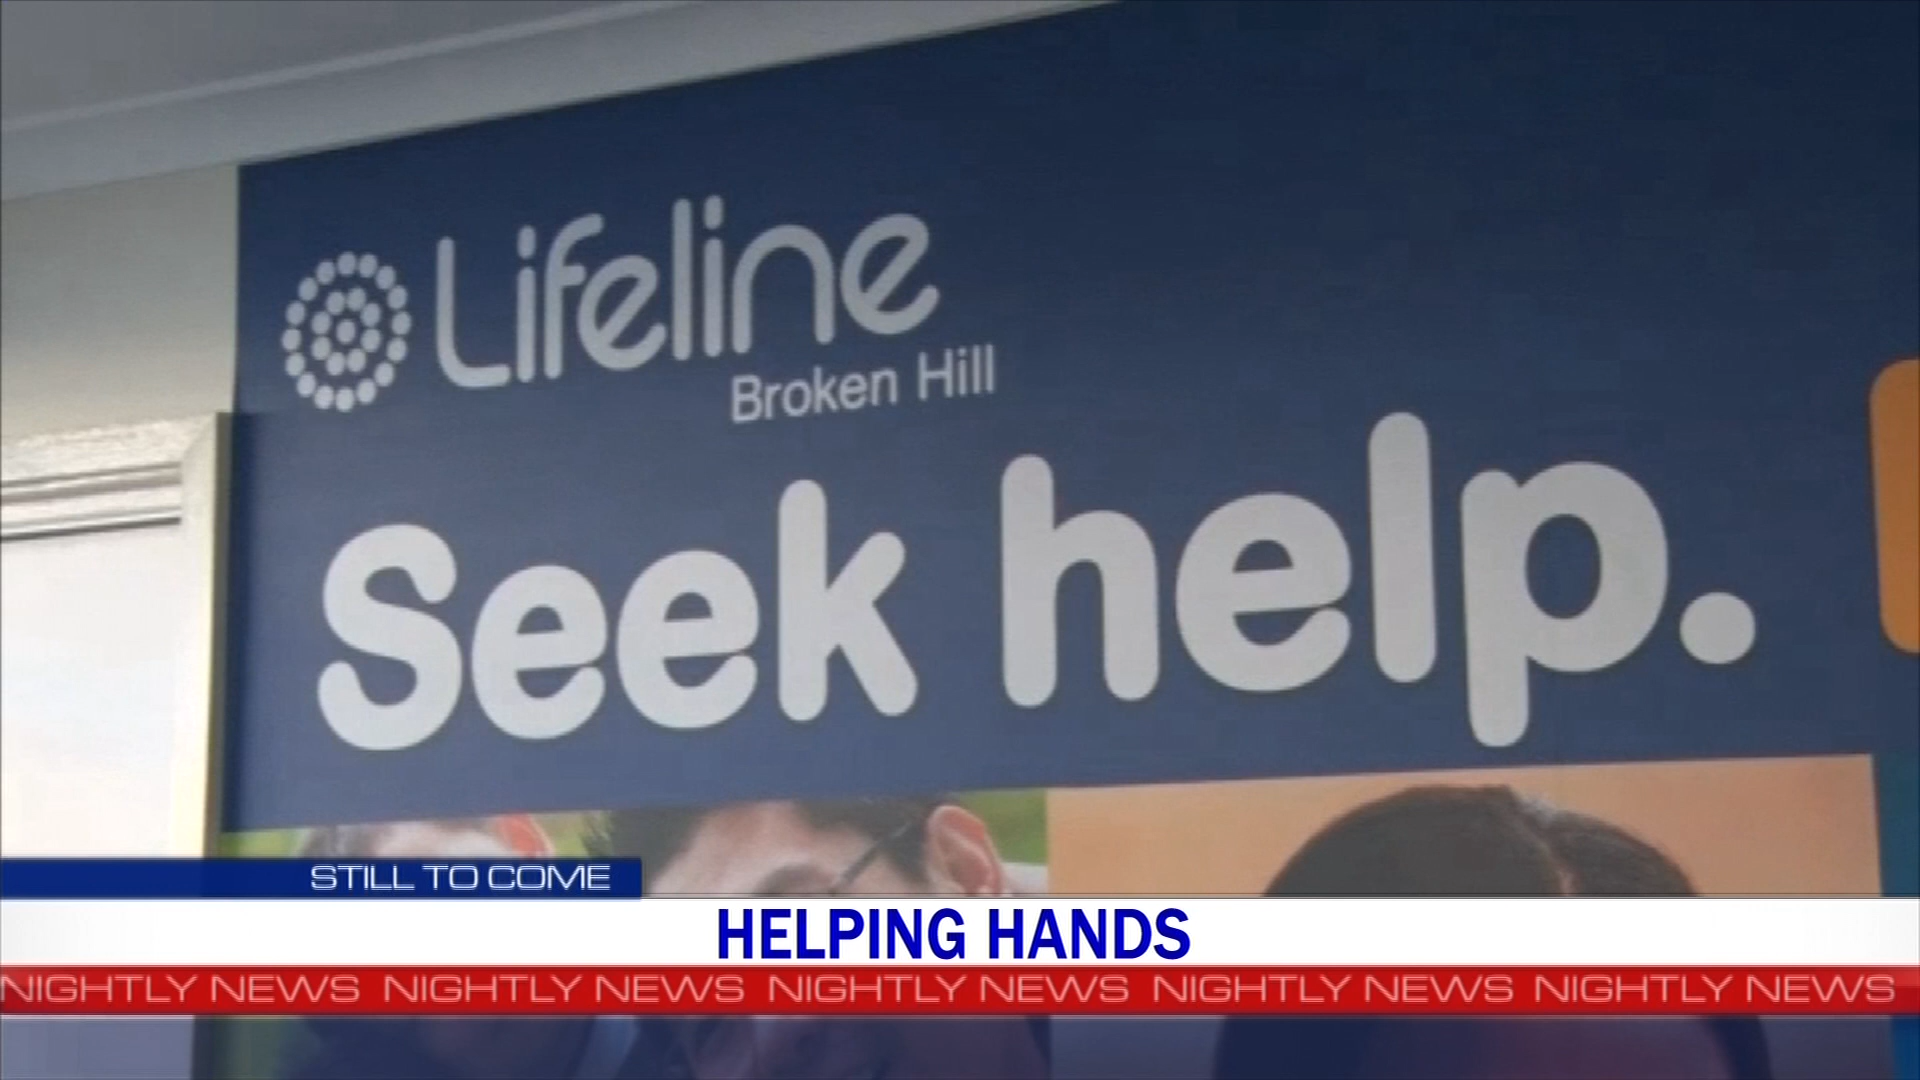 Lifeline
Broken Hill
Seek help.
STILL TO COME
HELPING HANDS
NIGHTLY NEWS NIGHTLY NEWS NIGHTLY NEWS NIGHTLY NEWS NIGHTLY NEWS